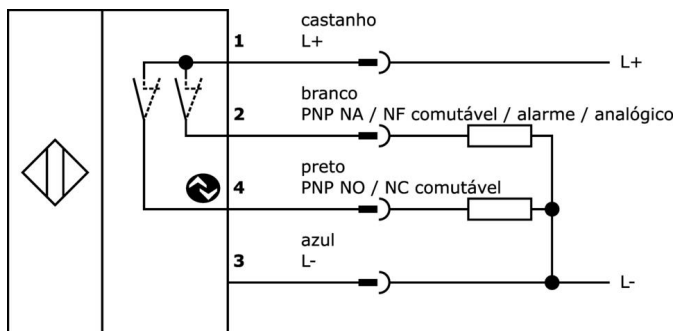 castanho
1 L+
L+
branco
2 PNP NA / NF comutável / alarme / analógico
preto
4 PNP NO / NC comutável
azul
3 L-
L-